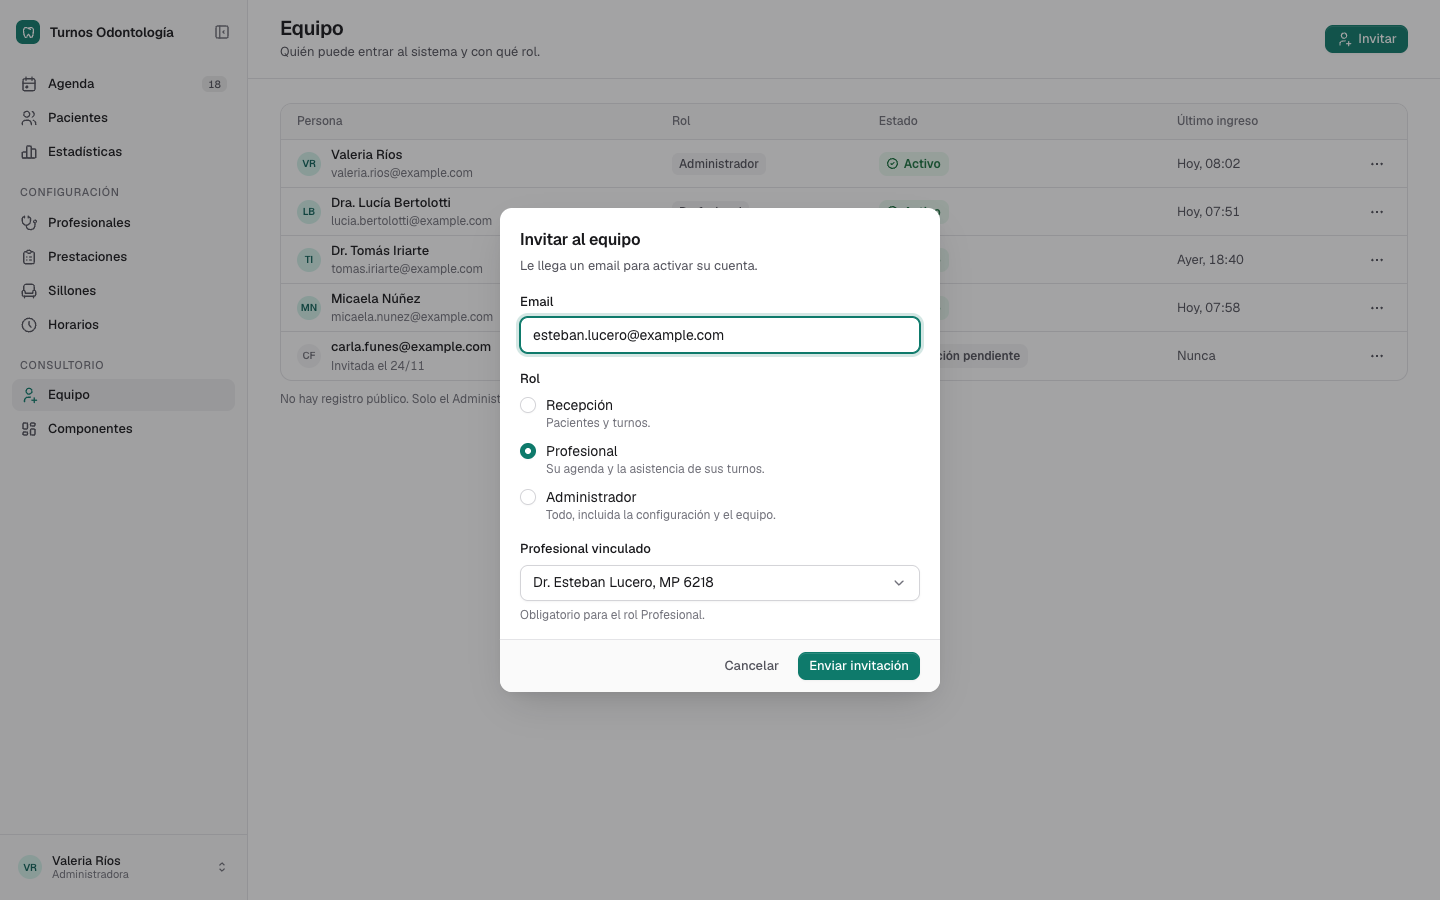 Turnos Odontología
Agenda
18
Pacientes
Estadísticas
CONFIGURACIÓN
Profesionales
Prestaciones
Sillones
Horarios
CONSULTORIO
Equipo
Componentes
VR
Valeria Ríos
Administradora
Equipo
Quién puede entrar al sistema y con qué rol.
Invitar
Persona Rol Estado Último ingreso
VR Valeria Ríos Administrador Activo Hoy, 08:02
valeria.rios@example.com
LB Dra. Lucía Bertolotti Hoy, 07:51
lucia.bertolotti@example.com
TI Dr. Tomás Iriarte Ayer, 18:40
tomas.iriarte@example.com
MN Micaela Núñez Hoy, 07:58
micaela.nunez@example.com
CF carla.funes@example.com ción pendiente Nunca
Invitada el 24/11
No hay registro público. Solo el Administ
Invitar al equipo
Le llega un email para activar su cuenta.
Email
esteban.lucero@example.com
Rol
Recepción
Pacientes y turnos.
Profesional
Su agenda y la asistencia de sus turnos.
Administrador
Todo, incluida la configuración y el equipo.
Profesional vinculado
Dr. Esteban Lucero, MP 6218
Obligatorio para el rol Profesional.
Cancelar
Enviar invitación